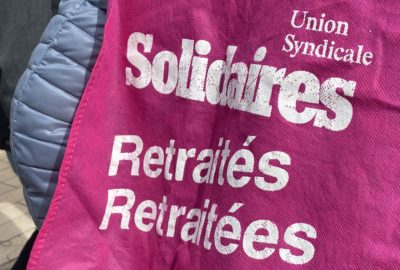 Union
Syndicale
Solidaires
Retraités
Retraitées